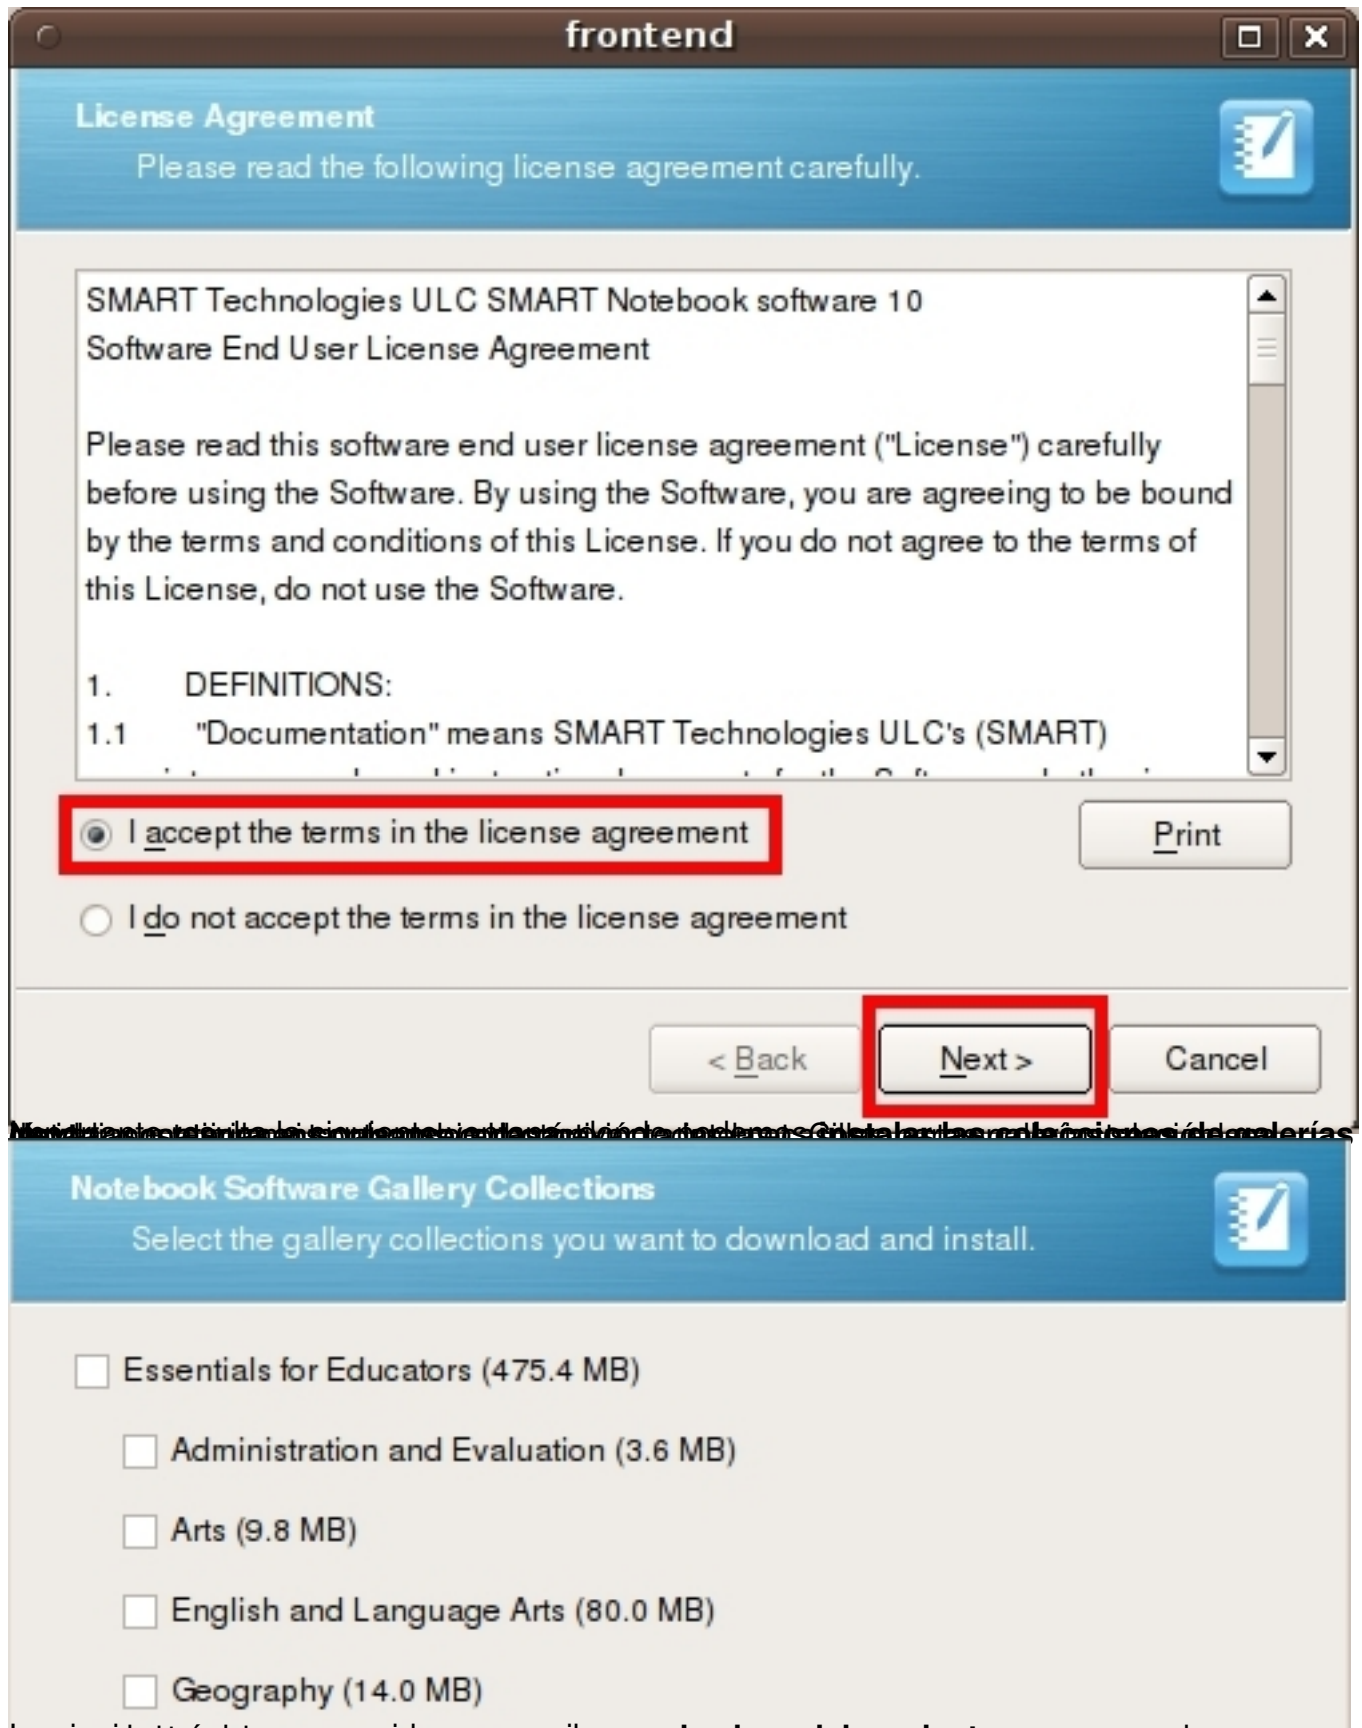 frontend
License Agreement
Please read the following license agreement carefully.
SMART Technologies ULC SMART Notebook software 10
Software End User License Agreement
Please read this software end user license agreement ("License") carefully
before using the Software. By using the Software, you are agreeing to be bound
by the terms and conditions of this License. If you do not agree to the terms of
this License, do not use the Software.
1. DEFINITIONS:
1.1 "Documentation" means SMART Technologies ULC's (SMART)
I accept the terms in the license agreement
Print
I do not accept the terms in the license agreement
< Back
Next >
Cancel
instalar las colecciones de galerías
Notebook Software Gallery Collections
Select the gallery collections you want to download and install.
Essentials for Educators (475.4 MB)
Administration and Evaluation (3.6 MB)
Arts (9.8 MB)
English and Language Arts (80.0 MB)
Geography (14.0 MB)